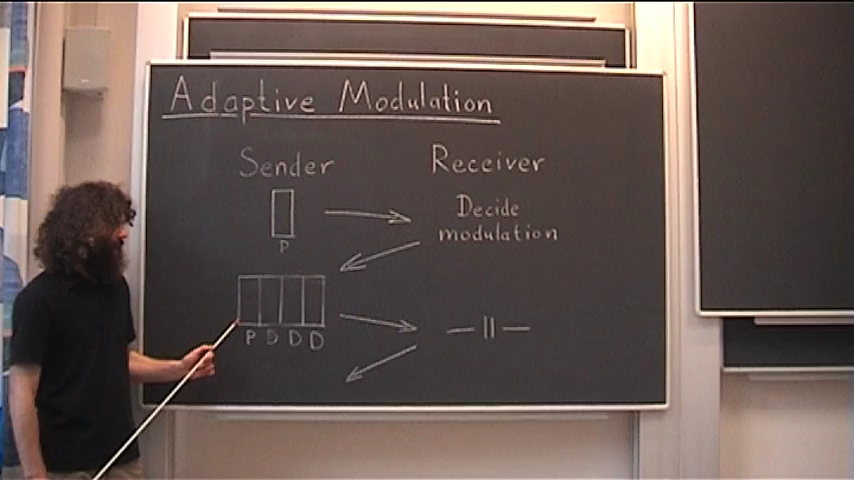 Adaptive Modulation
Sender Receiver
P
Decide
modulation
P D D D
— || —